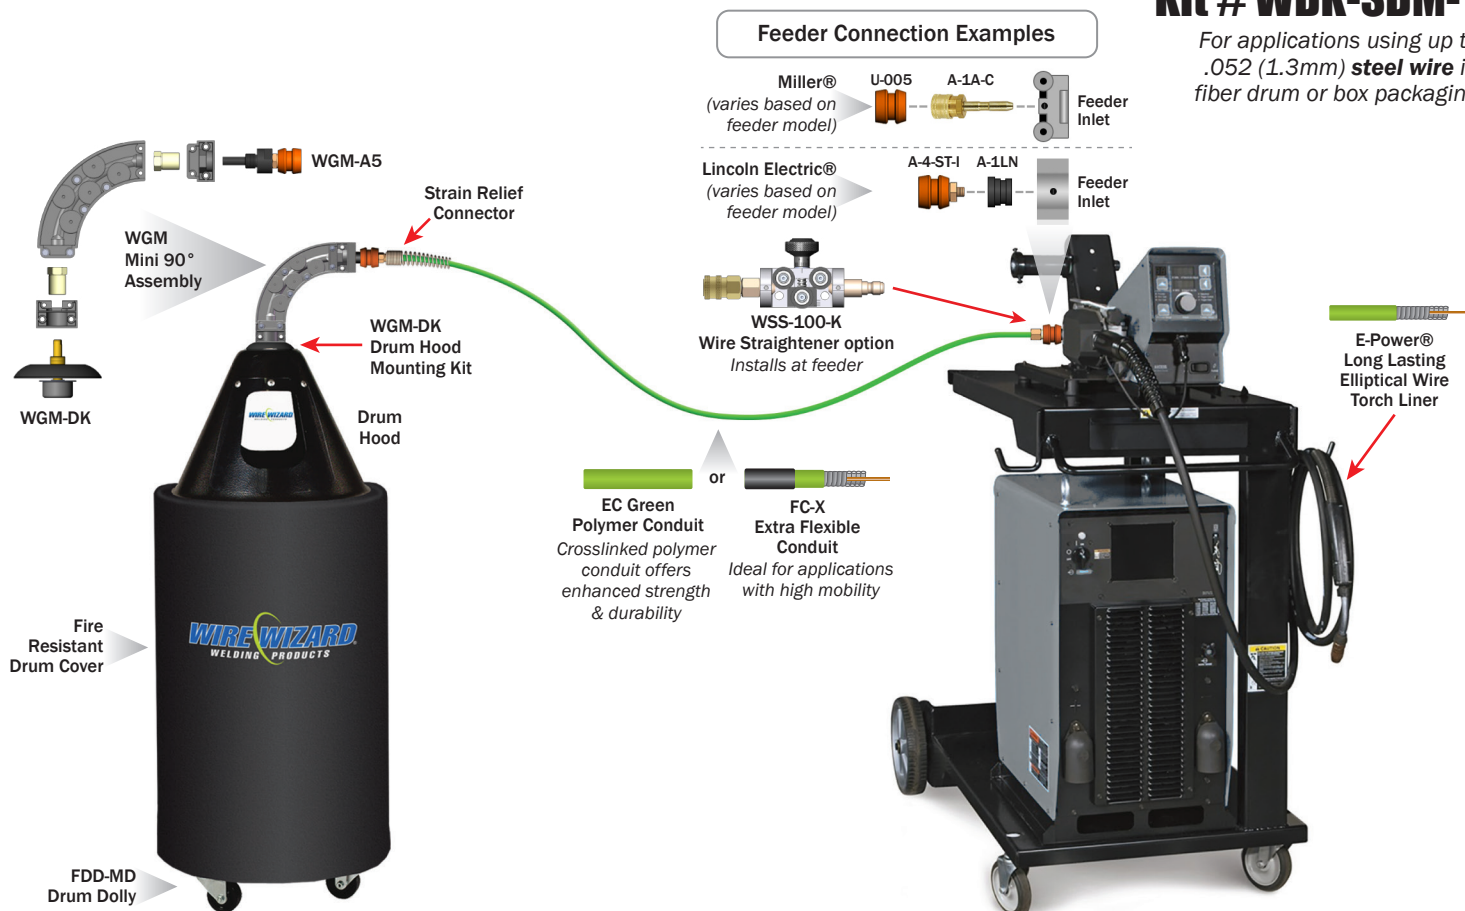 Kit # WDK-SDM-
For applications using up t
.052 (1.3mm) steel wire i
fiber drum or box packagin
Feeder Connection Examples
Miller®
(varies based on
feeder model)
U-005
A-1A-C
Feeder
Inlet
Lincoln Electric®
(varies based on
feeder model)
A-4-ST-I
A-1LN
Feeder
Inlet
WGM-A5
Strain Relief
Connector
WGM
Mini 90°
Assembly
WGM-DK
Drum Hood
Mounting Kit
WGM-DK
Drum
Hood
WIRE WIZARD
WSS-100-K
Wire Straightener option
Installs at feeder
E-Power®
Long Lasting
Elliptical Wire
Torch Liner
or
EC Green
Polymer Conduit
Crosslinked polymer
conduit offers
enhanced strength
& durability
FC-X
Extra Flexible
Conduit
Ideal for applications
with high mobility
Fire
Resistant
Drum Cover
WIRE WIZARD®
WELDING PRODUCTS
CAUTION
FDD-MD
Drum Dolly